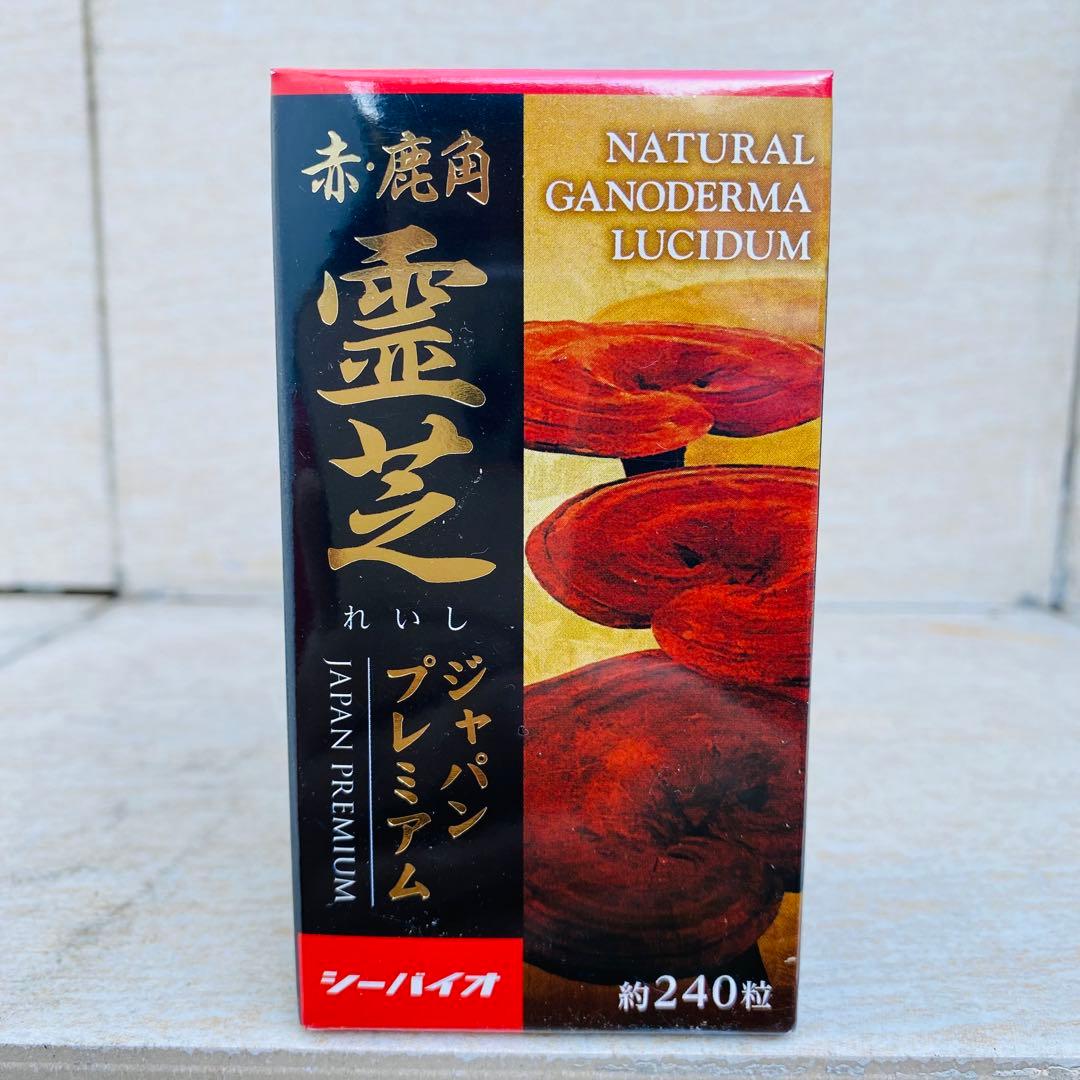 赤・鹿角
霊芝
れいし
ジャパン
プレミアム
JAPAN PREMIUM
シーバイオ
NATURAL
GANODERMA
LUCIDUM
約240粒